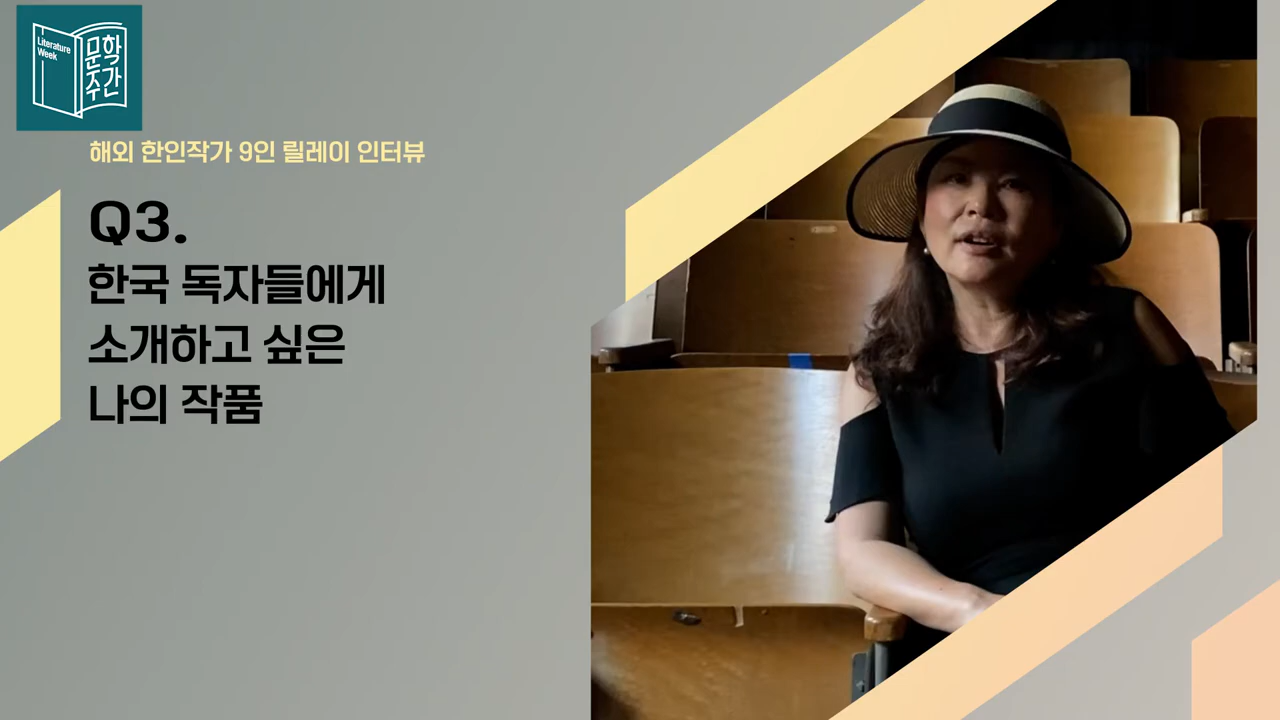 Literature
Week
문학
주간
해외 한인작가 9인 릴레이 인터뷰
Q3.
한국 독자들에게
소개하고 싶은
나의 작품